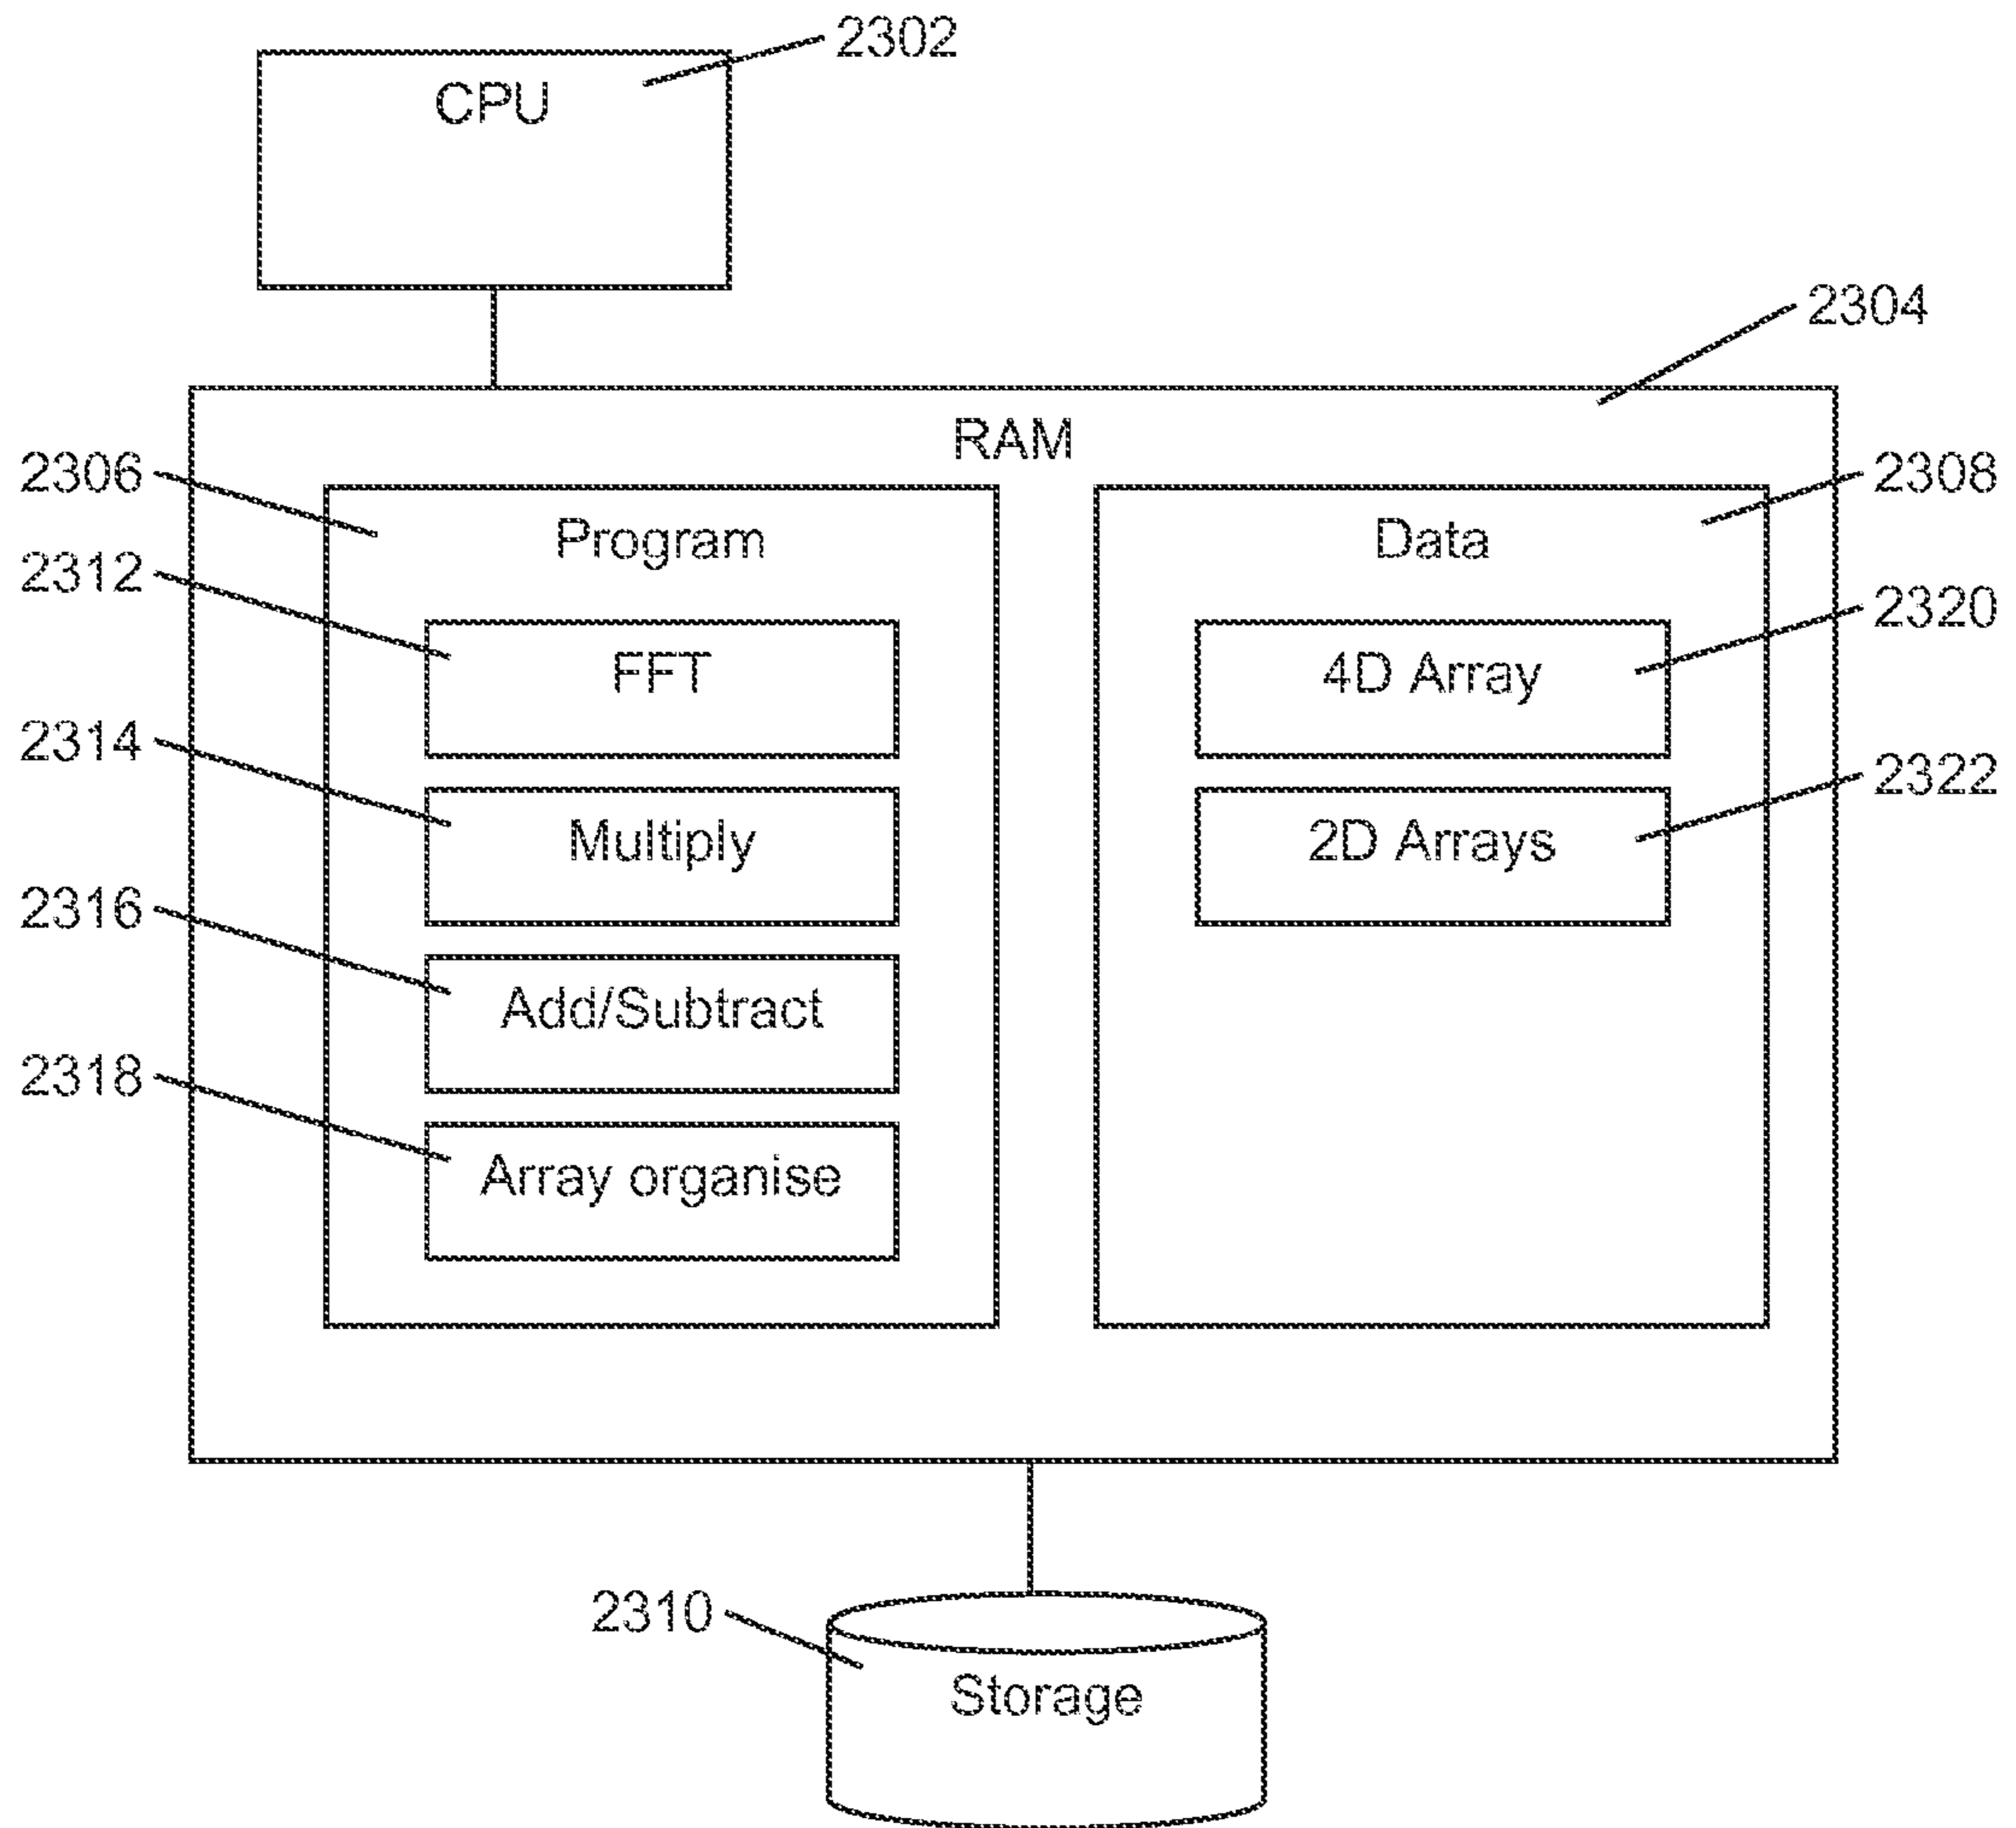 2302
CPU
2304
RAM
2306
2308
Program
Data
2312
2320
FFT
4D Array
2314
2322
Multiply
2D Arrays
2316
Add/Subtract
2318
Array organise
2310
Storage